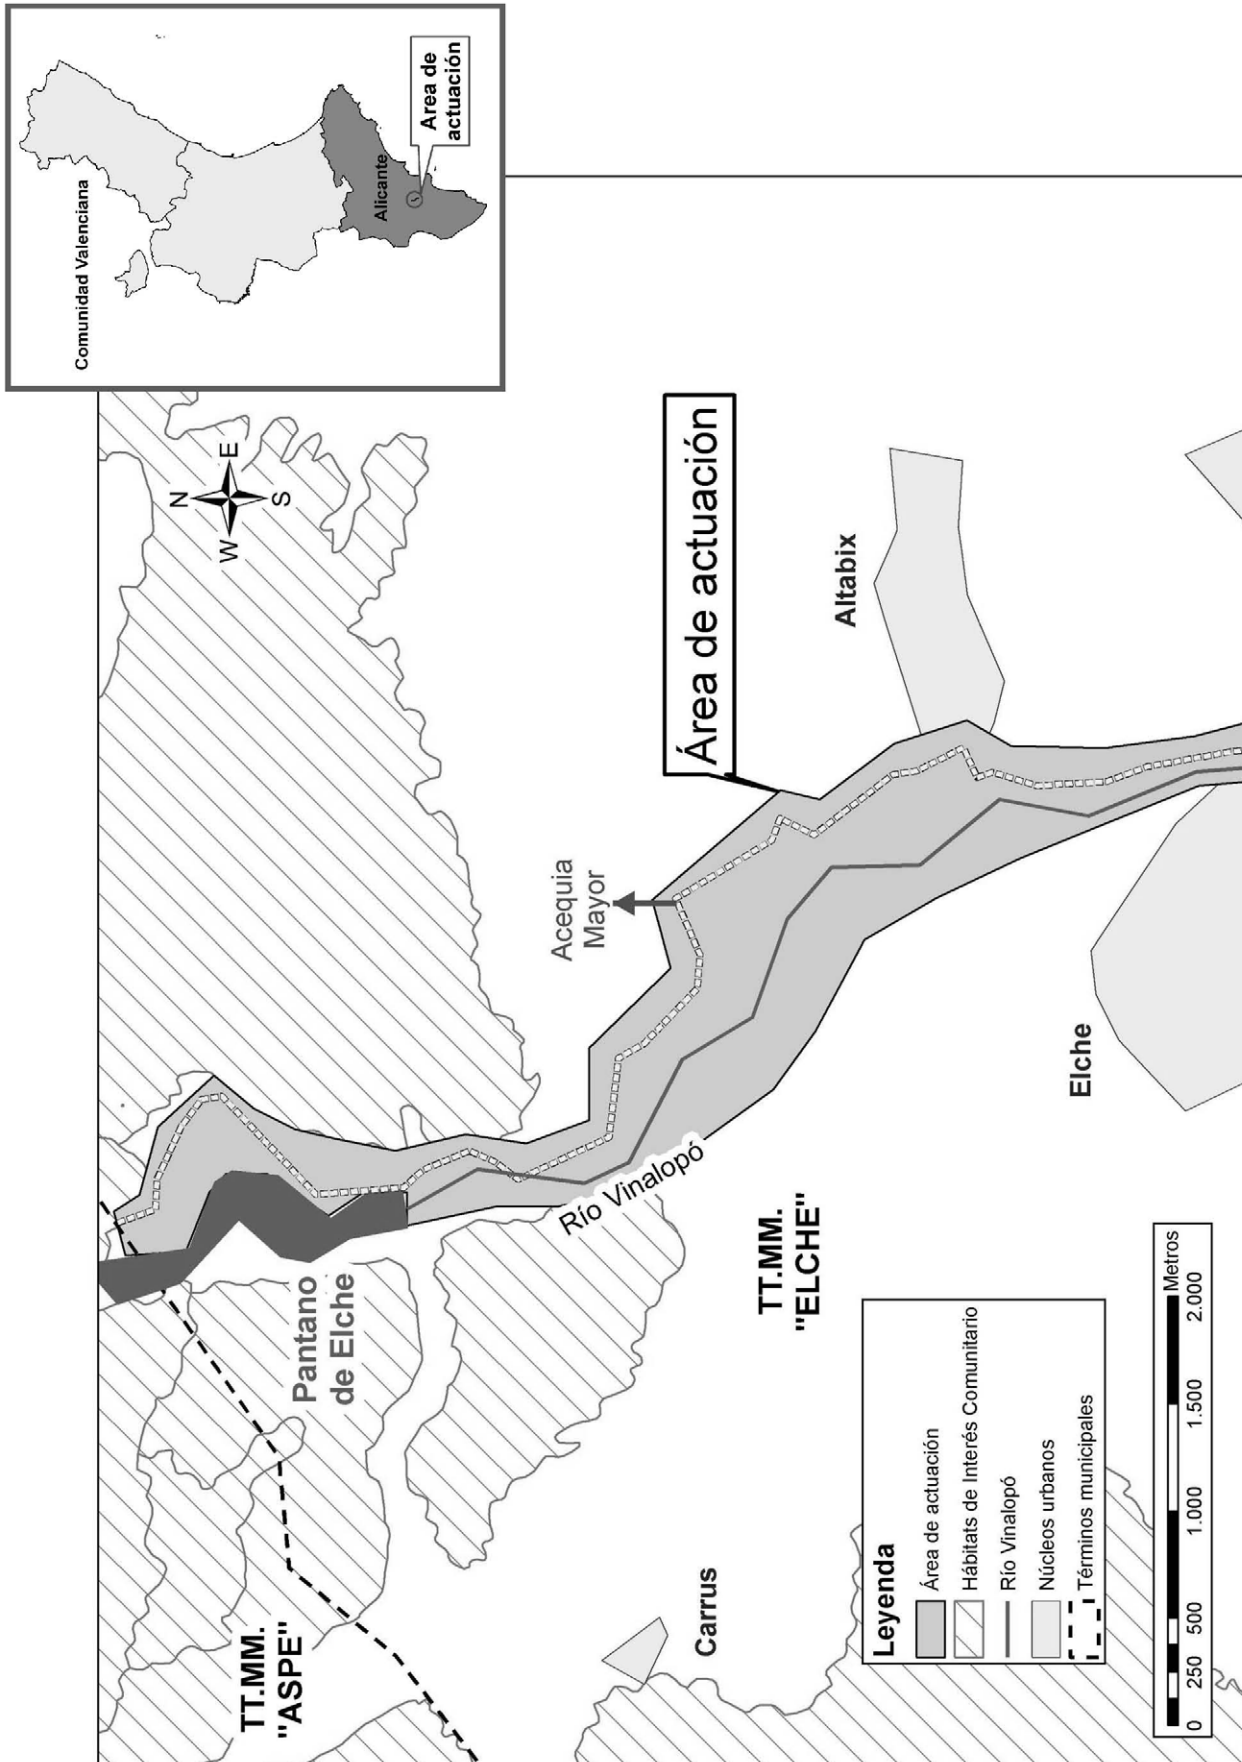 Comunidad Valenciana
Alicante
Area de
actuación
N
W
E
S
Área de actuación
Altabix
Acequia
Mayor
Elche
Río Vinalopó
Pantano
de Elche
TT.MM.
"ELCHE"
TT.MM.
"ASPE"
Carrus
Leyenda
Área de actuación
Hábitats de Interés Comunitario
Río Vinalopó
Núcleos urbanos
Términos municipales
0
250
500
1.000
1.500
2.000
Metros